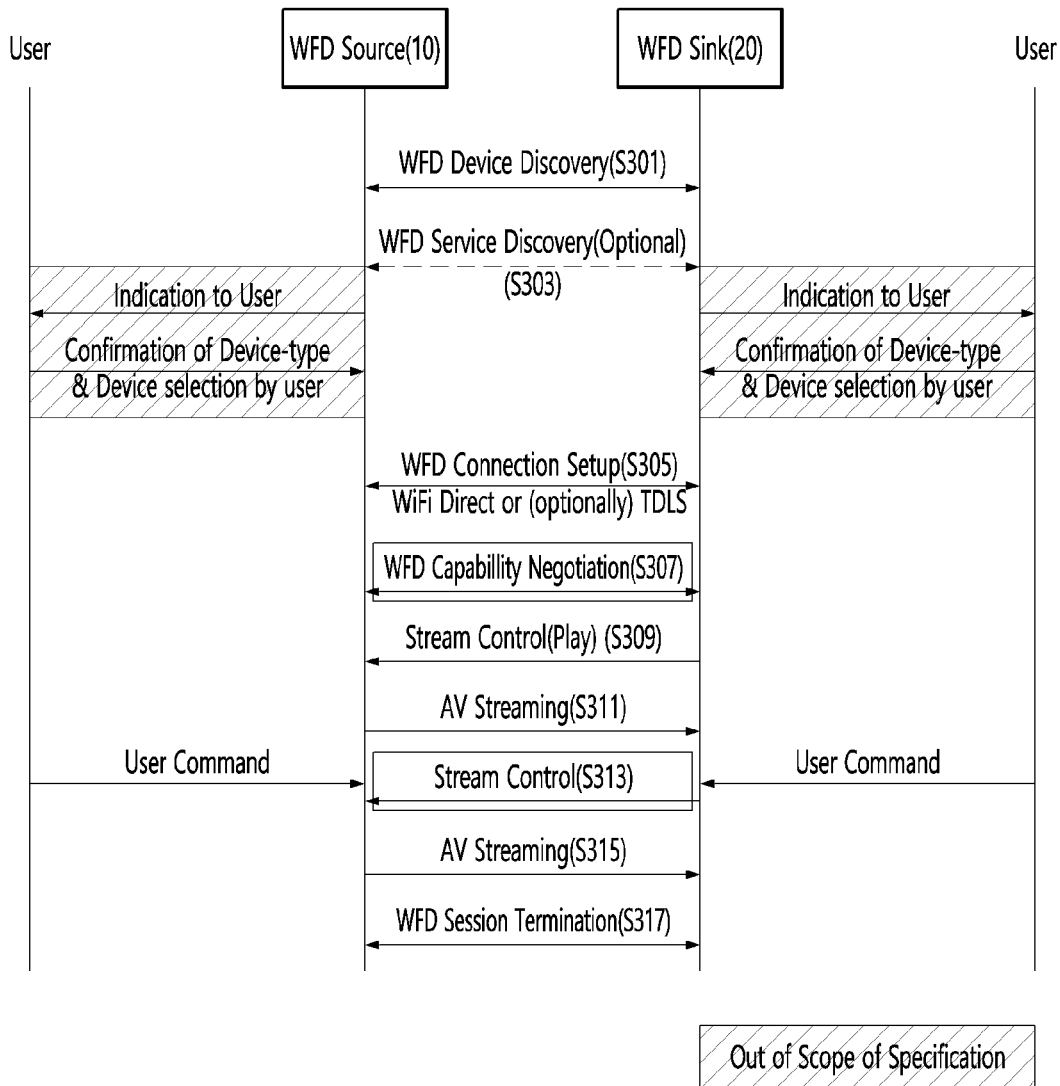 User
WFD Source(10)
WFD Sink(20)
User
WFD Device Discovery(S301)
WFD Service Discovery(Optional)
(S303)
Indication to User
Indication to User
Confirmation of Device-type
& Device selection by user
Confirmation of Device-type
& Device selection by user
WFD Connection Setup(S305)
WiFi Direct or (optionally) TDLS
WFD Capabillity Negotiation(S307)
Stream Control(Play) (S309)
AV Streaming(S311)
User Command
Stream Control(S313)
User Command
AV Streaming(S315)
WFD Session Termination(S317)
Out of Scope of Specification